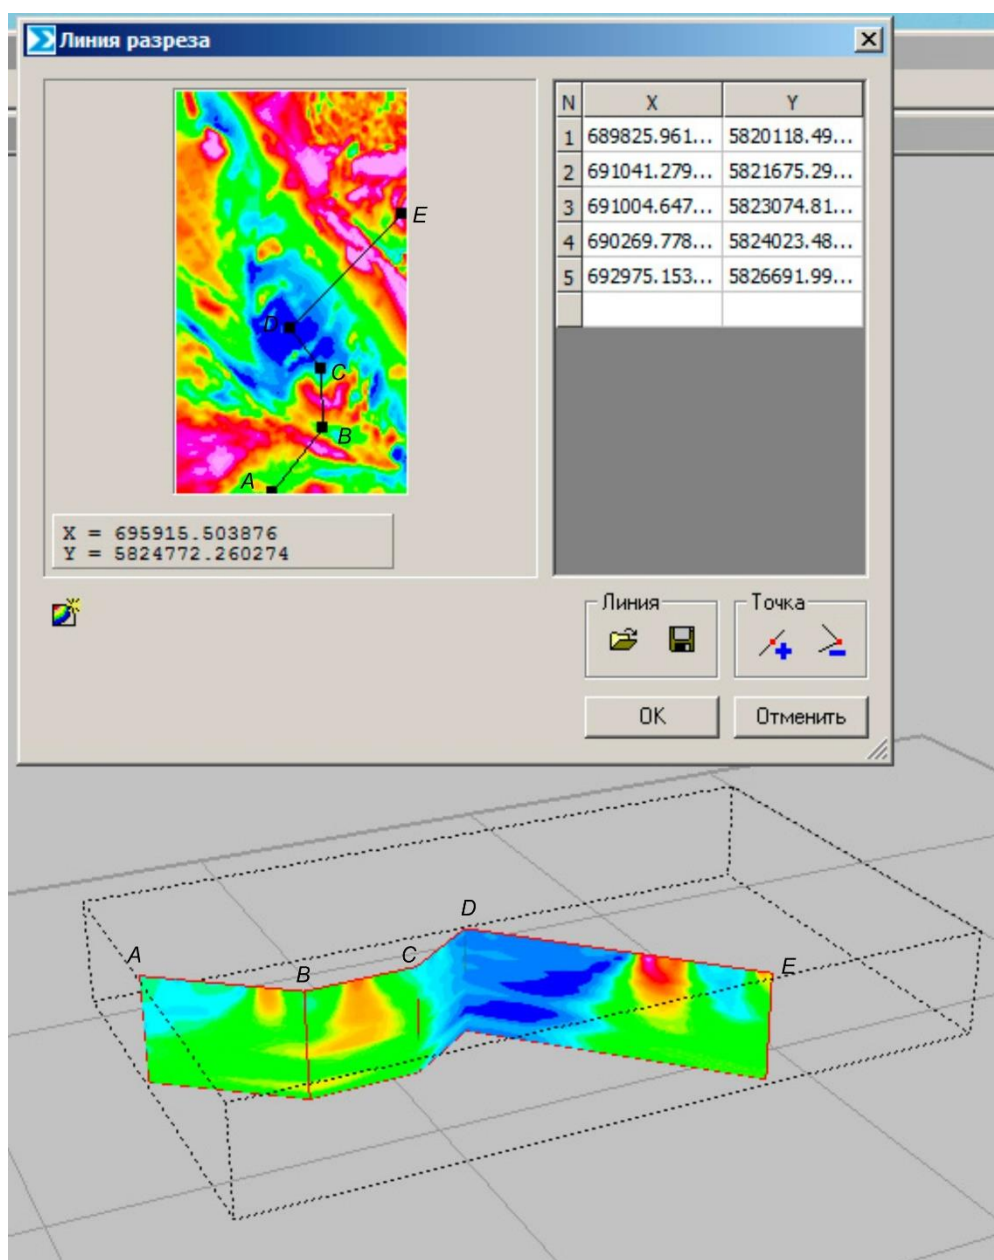 Линия разреза
N X Y
1 689825.961... 5820118.49...
2 691041.279... 5821675.29...
3 691004.647... 5823074.81...
4 690269.778... 5824023.48...
5 692975.153... 5826691.99...
E
D
C
B
A
X = 695915.503876
Y = 5824772.260274
Линия Точка
OK Отменить
D
A B C E